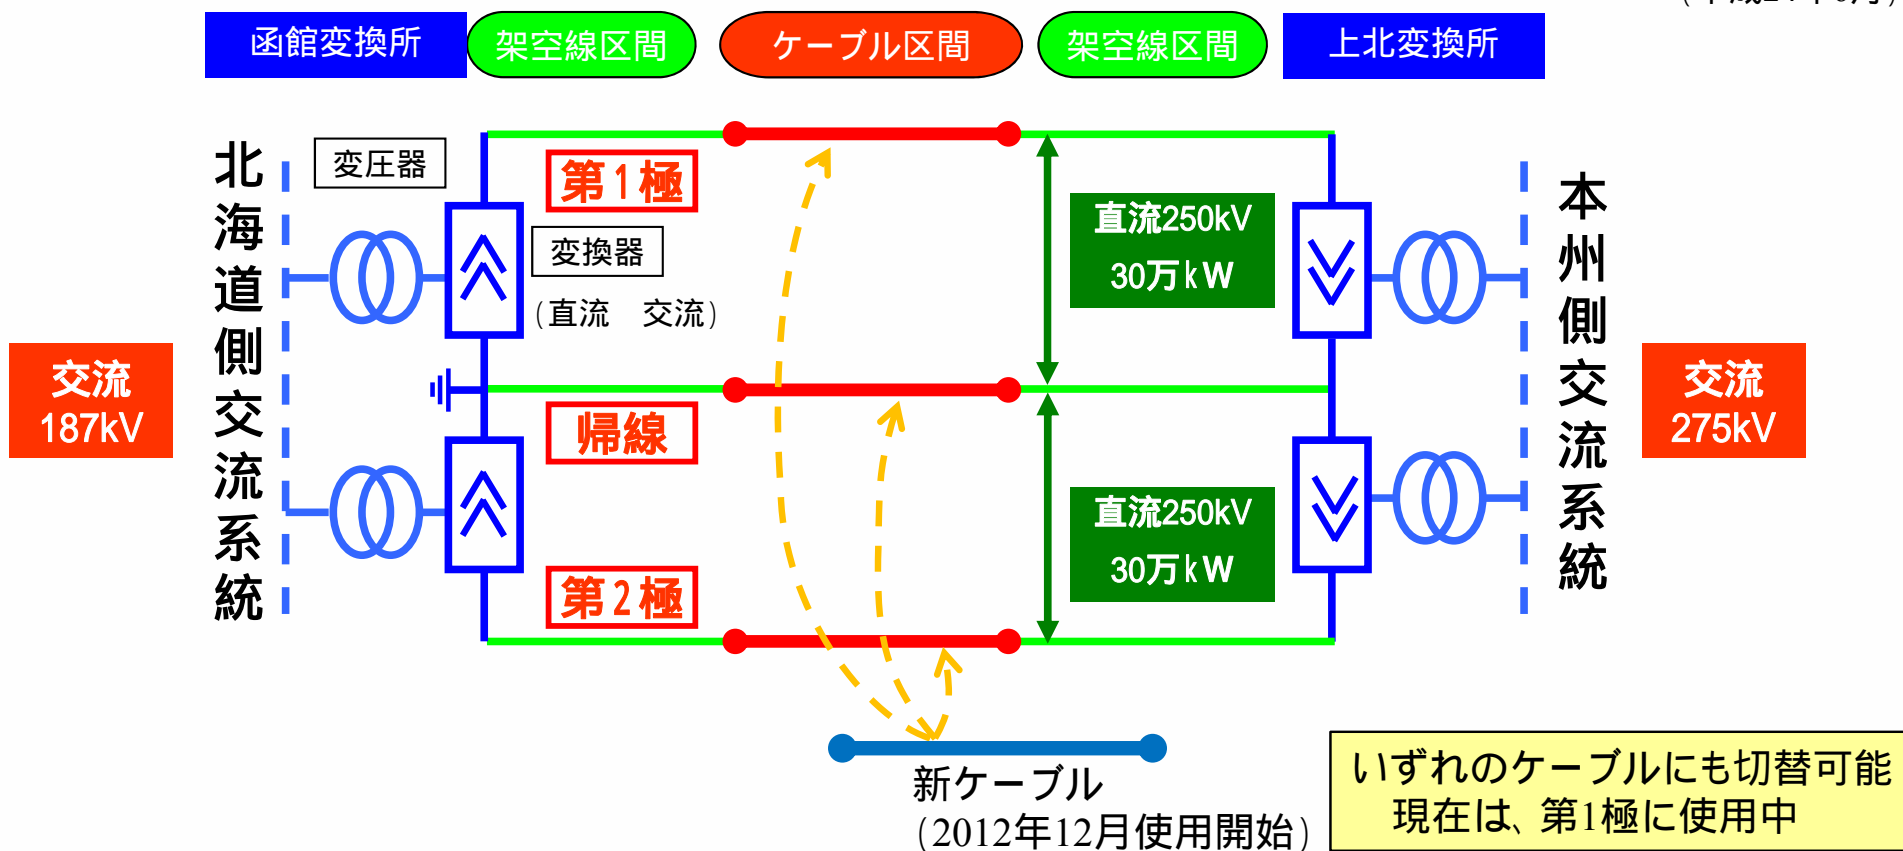 函館変換所
架空線区間
ケーブル区間
架空線区間
上北変換所
北海道側交流系統
変圧器
第1極
変換器
(直流　交流)
直流250kV
30万kW
本州側交流系統
交流
187kV
帰線
交流
275kV
直流250kV
30万kW
第2極
新ケーブル
(2012年12月使用開始)
いずれのケーブルにも切替可能
現在は、第1極に使用中